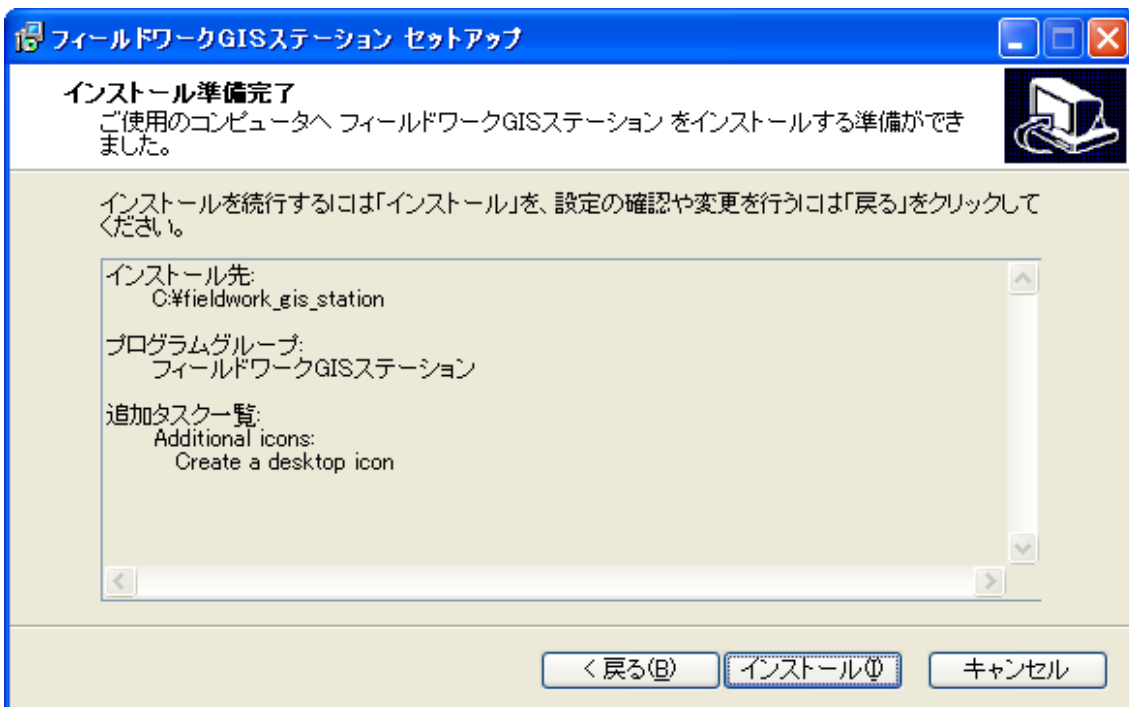 フィールドワークGISステーション セットアップ
インストール準備完了
ご使用のコンピュータへ フィールドワークGISステーション をインストールする準備ができ
ました。
インストールを続行するには「インストール」を、設定の確認や変更を行うには「戻る」をクリックして
ください。
インストール先:
C:¥fieldwork_gis_station
プログラムグループ:
フィールドワークGISステーション
追加タスク一覧:
Additional icons:
Create a desktop icon
< 戻る(B)
インストール(I)
キャンセル